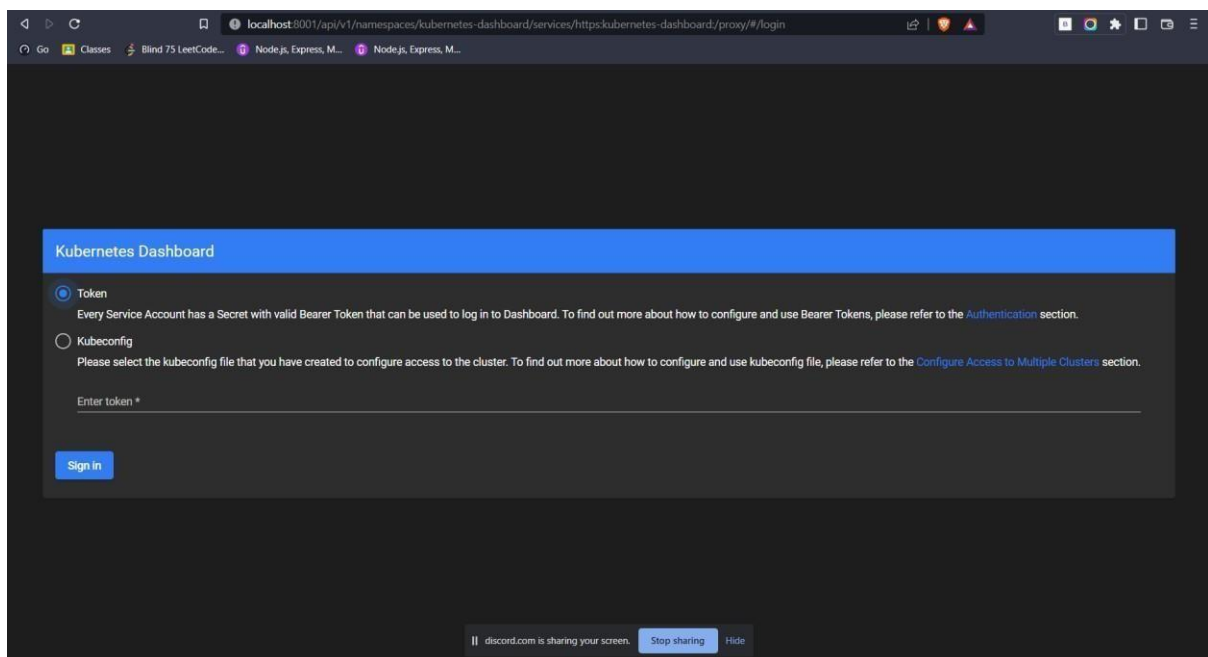 localhost:8001/api/v1/namespaces/kubernetes-dashboard/services/https:kubernetes-dashboard:/proxy/#/login
Go Classes Blind 75 LeetCode... Node.js, Express, M... Node.js, Express, M...
Kubernetes Dashboard
Token
Every Service Account has a Secret with valid Bearer Token that can be used to log in to Dashboard. To find out more about how to configure and use Bearer Tokens, please refer to the Authentication section.
Kubeconfig
Please select the kubeconfig file that you have created to configure access to the cluster. To find out more about how to configure and use kubeconfig file, please refer to the Configure Access to Multiple Clusters section.
Enter token *
Sign in
discord.com is sharing your screen. Stop sharing Hide